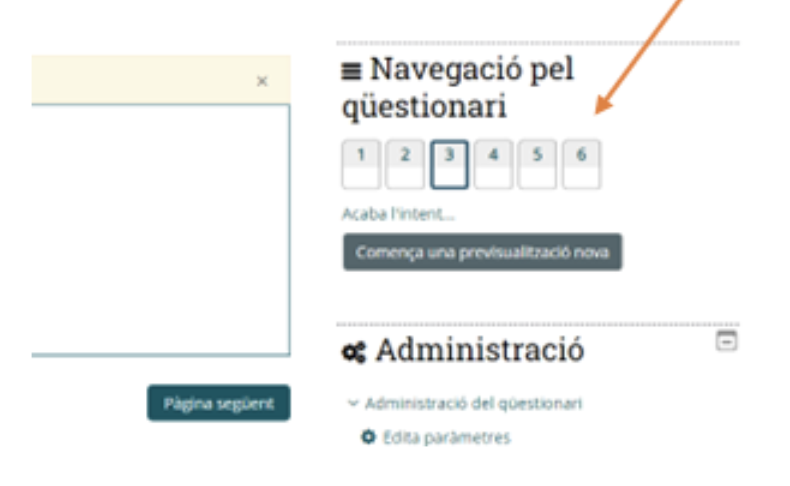 ×
Navegació pel
qüestionari
1 2 3 4 5 6
Acaba l'intent...
Comença una previsualització nova
Administració
Pàgina següent
Administració del qüestionari
Edita paràmetres